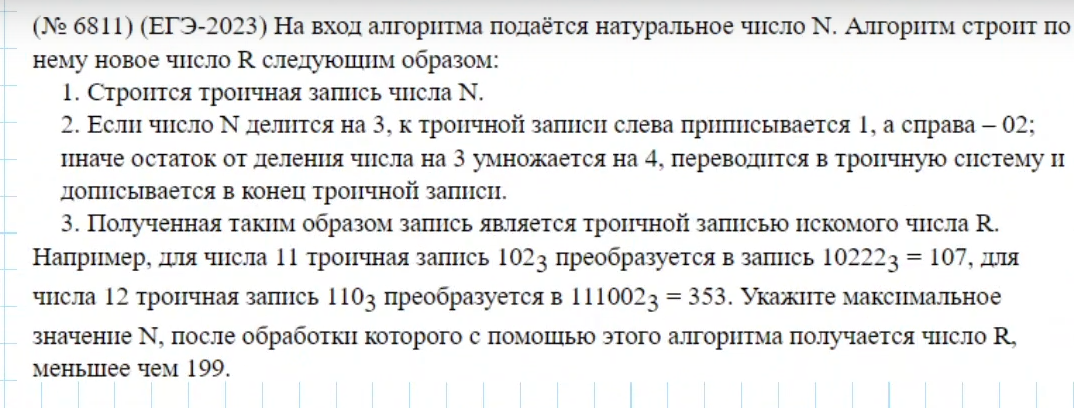 (№ 6811) (ЕГЭ-2023) На вход алгоритма подаётся натуральное число N. Алгоритм строит по
нему новое число R следующим образом:
1. Строится троичная запись числа N.
2. Если число N делится на 3, к троичной записи слева приписывается 1, а справа – 02;
иначе остаток от деления числа на 3 умножается на 4, переводится в троичную систему и
дописывается в конец троичной записи.
3. Полученная таким образом запись является троичной записью искомого числа R.
Например, для числа 11 троичная запись 102₃ преобразуется в запись 10222₃ = 107, для
числа 12 троичная запись 110₃ преобразуется в 111002₃ = 353. Укажите максимальное
значение N, после обработки которого с помощью этого алгоритма получается число R,
меньшее чем 199.